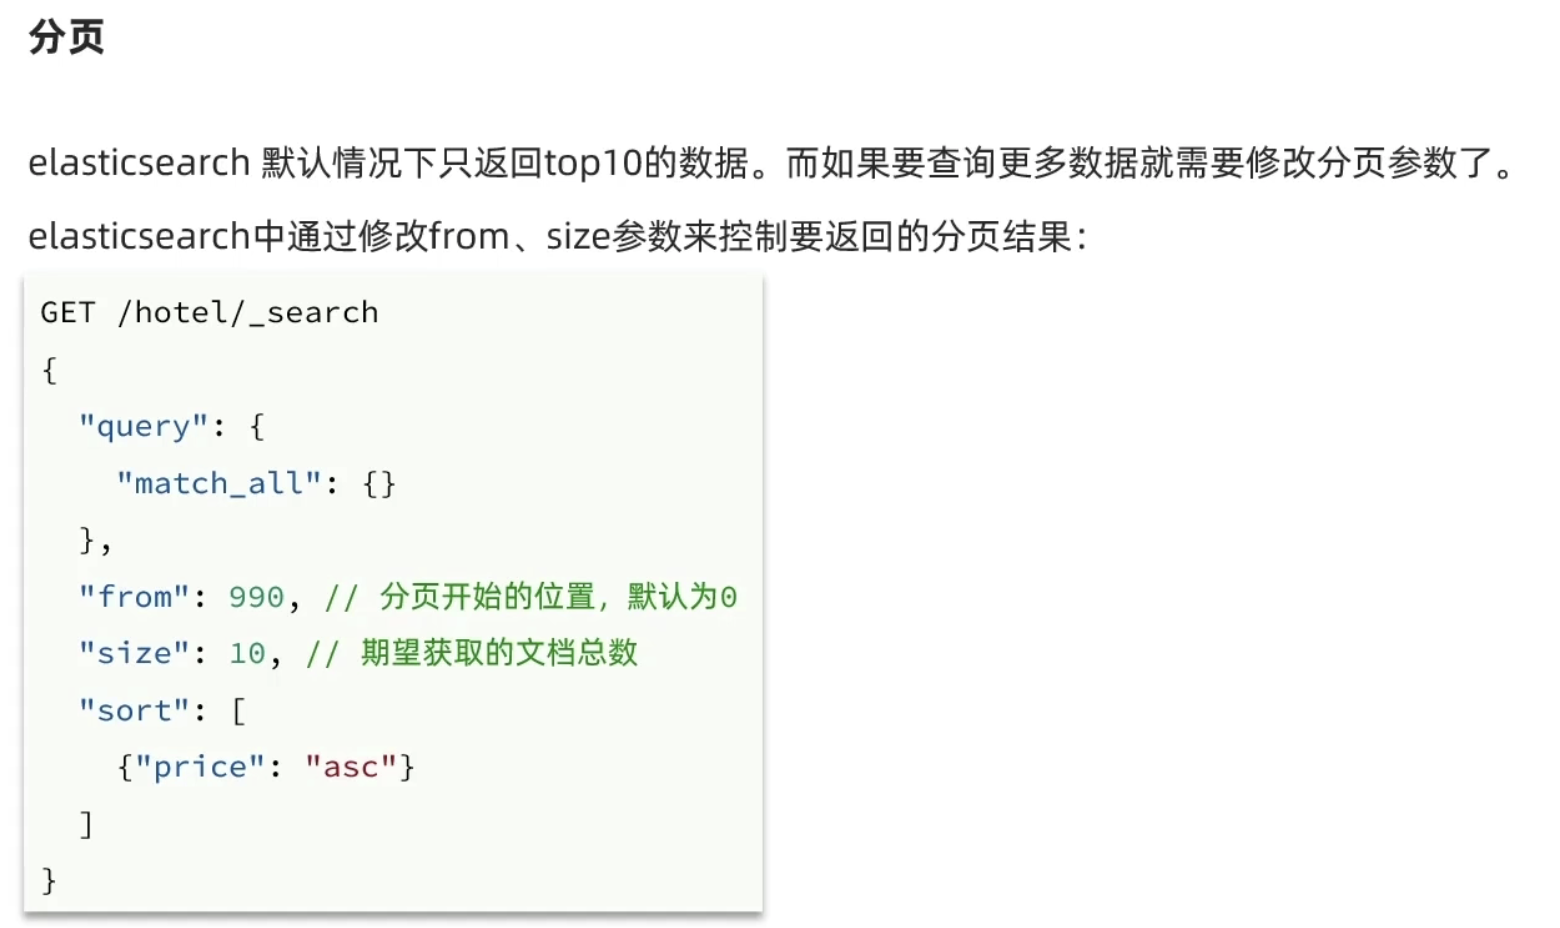 分页
elasticsearch 默认情况下只返回top10的数据。而如果要查询更多数据就需要修改分页参数了。
elasticsearch中通过修改from、size参数来控制要返回的分页结果：
GET /hotel/_search
{
  "query": {
    "match_all": {}
  },
  "from": 990, // 分页开始的位置，默认为0
  "size": 10, // 期望获取的文档总数
  "sort": [
    {"price": "asc"}
  ]
}